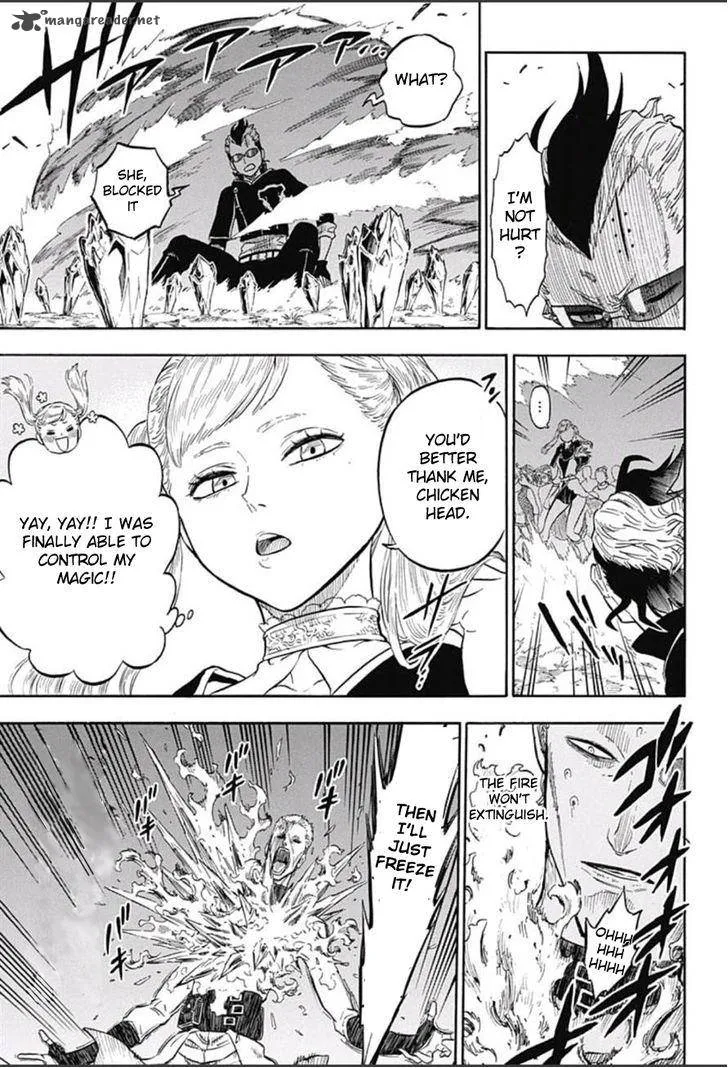 mangareader.net
I'M
NOT
HURT
?
WHAT?
SHE,
BLOCKED
IT
...
YOU'D
BETTER
THANK ME,
CHICKEN
HEAD.
YAY, YAY!! I WAS
FINALLY ABLE TO
CONTROL MY
MAGIC!!
THE FIRE
WON'T
EXTINGUISH.
OHHH
HHH
HHHH
THEN
I'LL
JUST
FREEZE
IT!